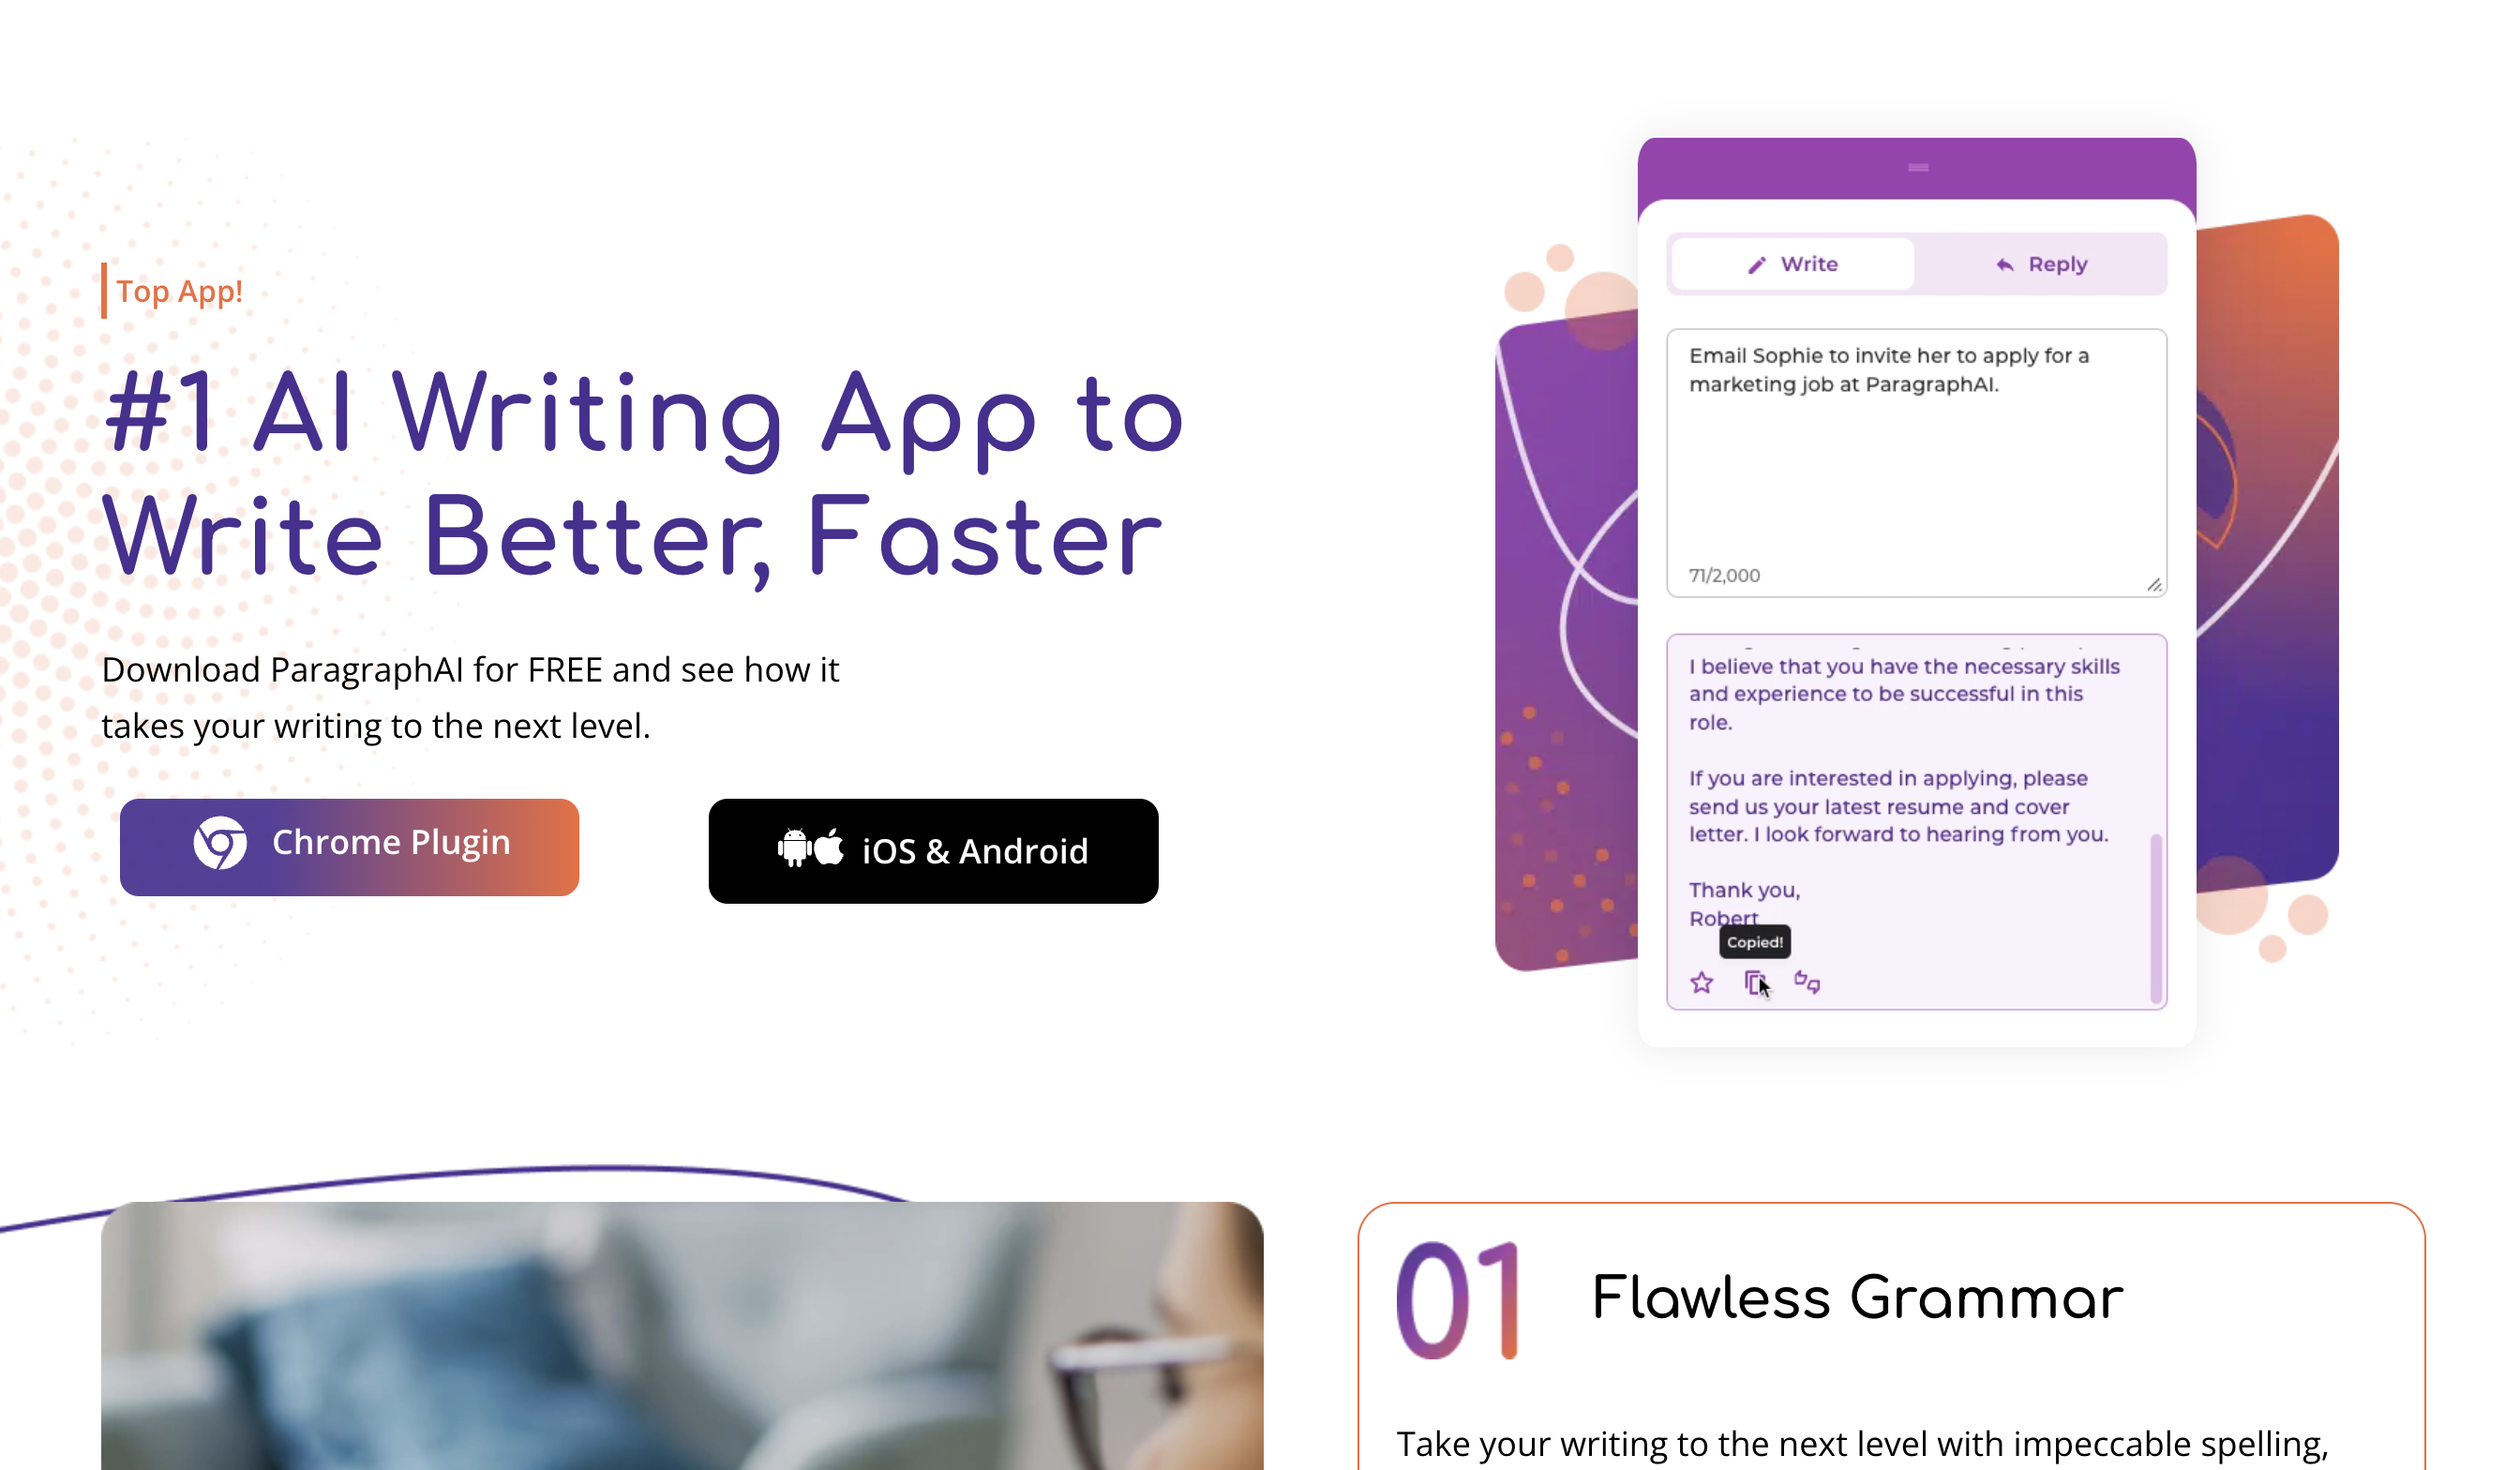 Top App!
#1 AI Writing App to
Write Better, Faster
Download ParagraphAI for FREE and see how it
takes your writing to the next level.
Chrome Plugin
iOS & Android
Write
Reply
Email Sophie to invite her to apply for a
marketing job at ParagraphAI.
71/2,000
I believe that you have the necessary skills
and experience to be successful in this
role.
If you are interested in applying, please
send us your latest resume and cover
letter. I look forward to hearing from you.
Thank you,
Robert
Copied!
01
Flawless Grammar
Take your writing to the next level with impeccable spelling,